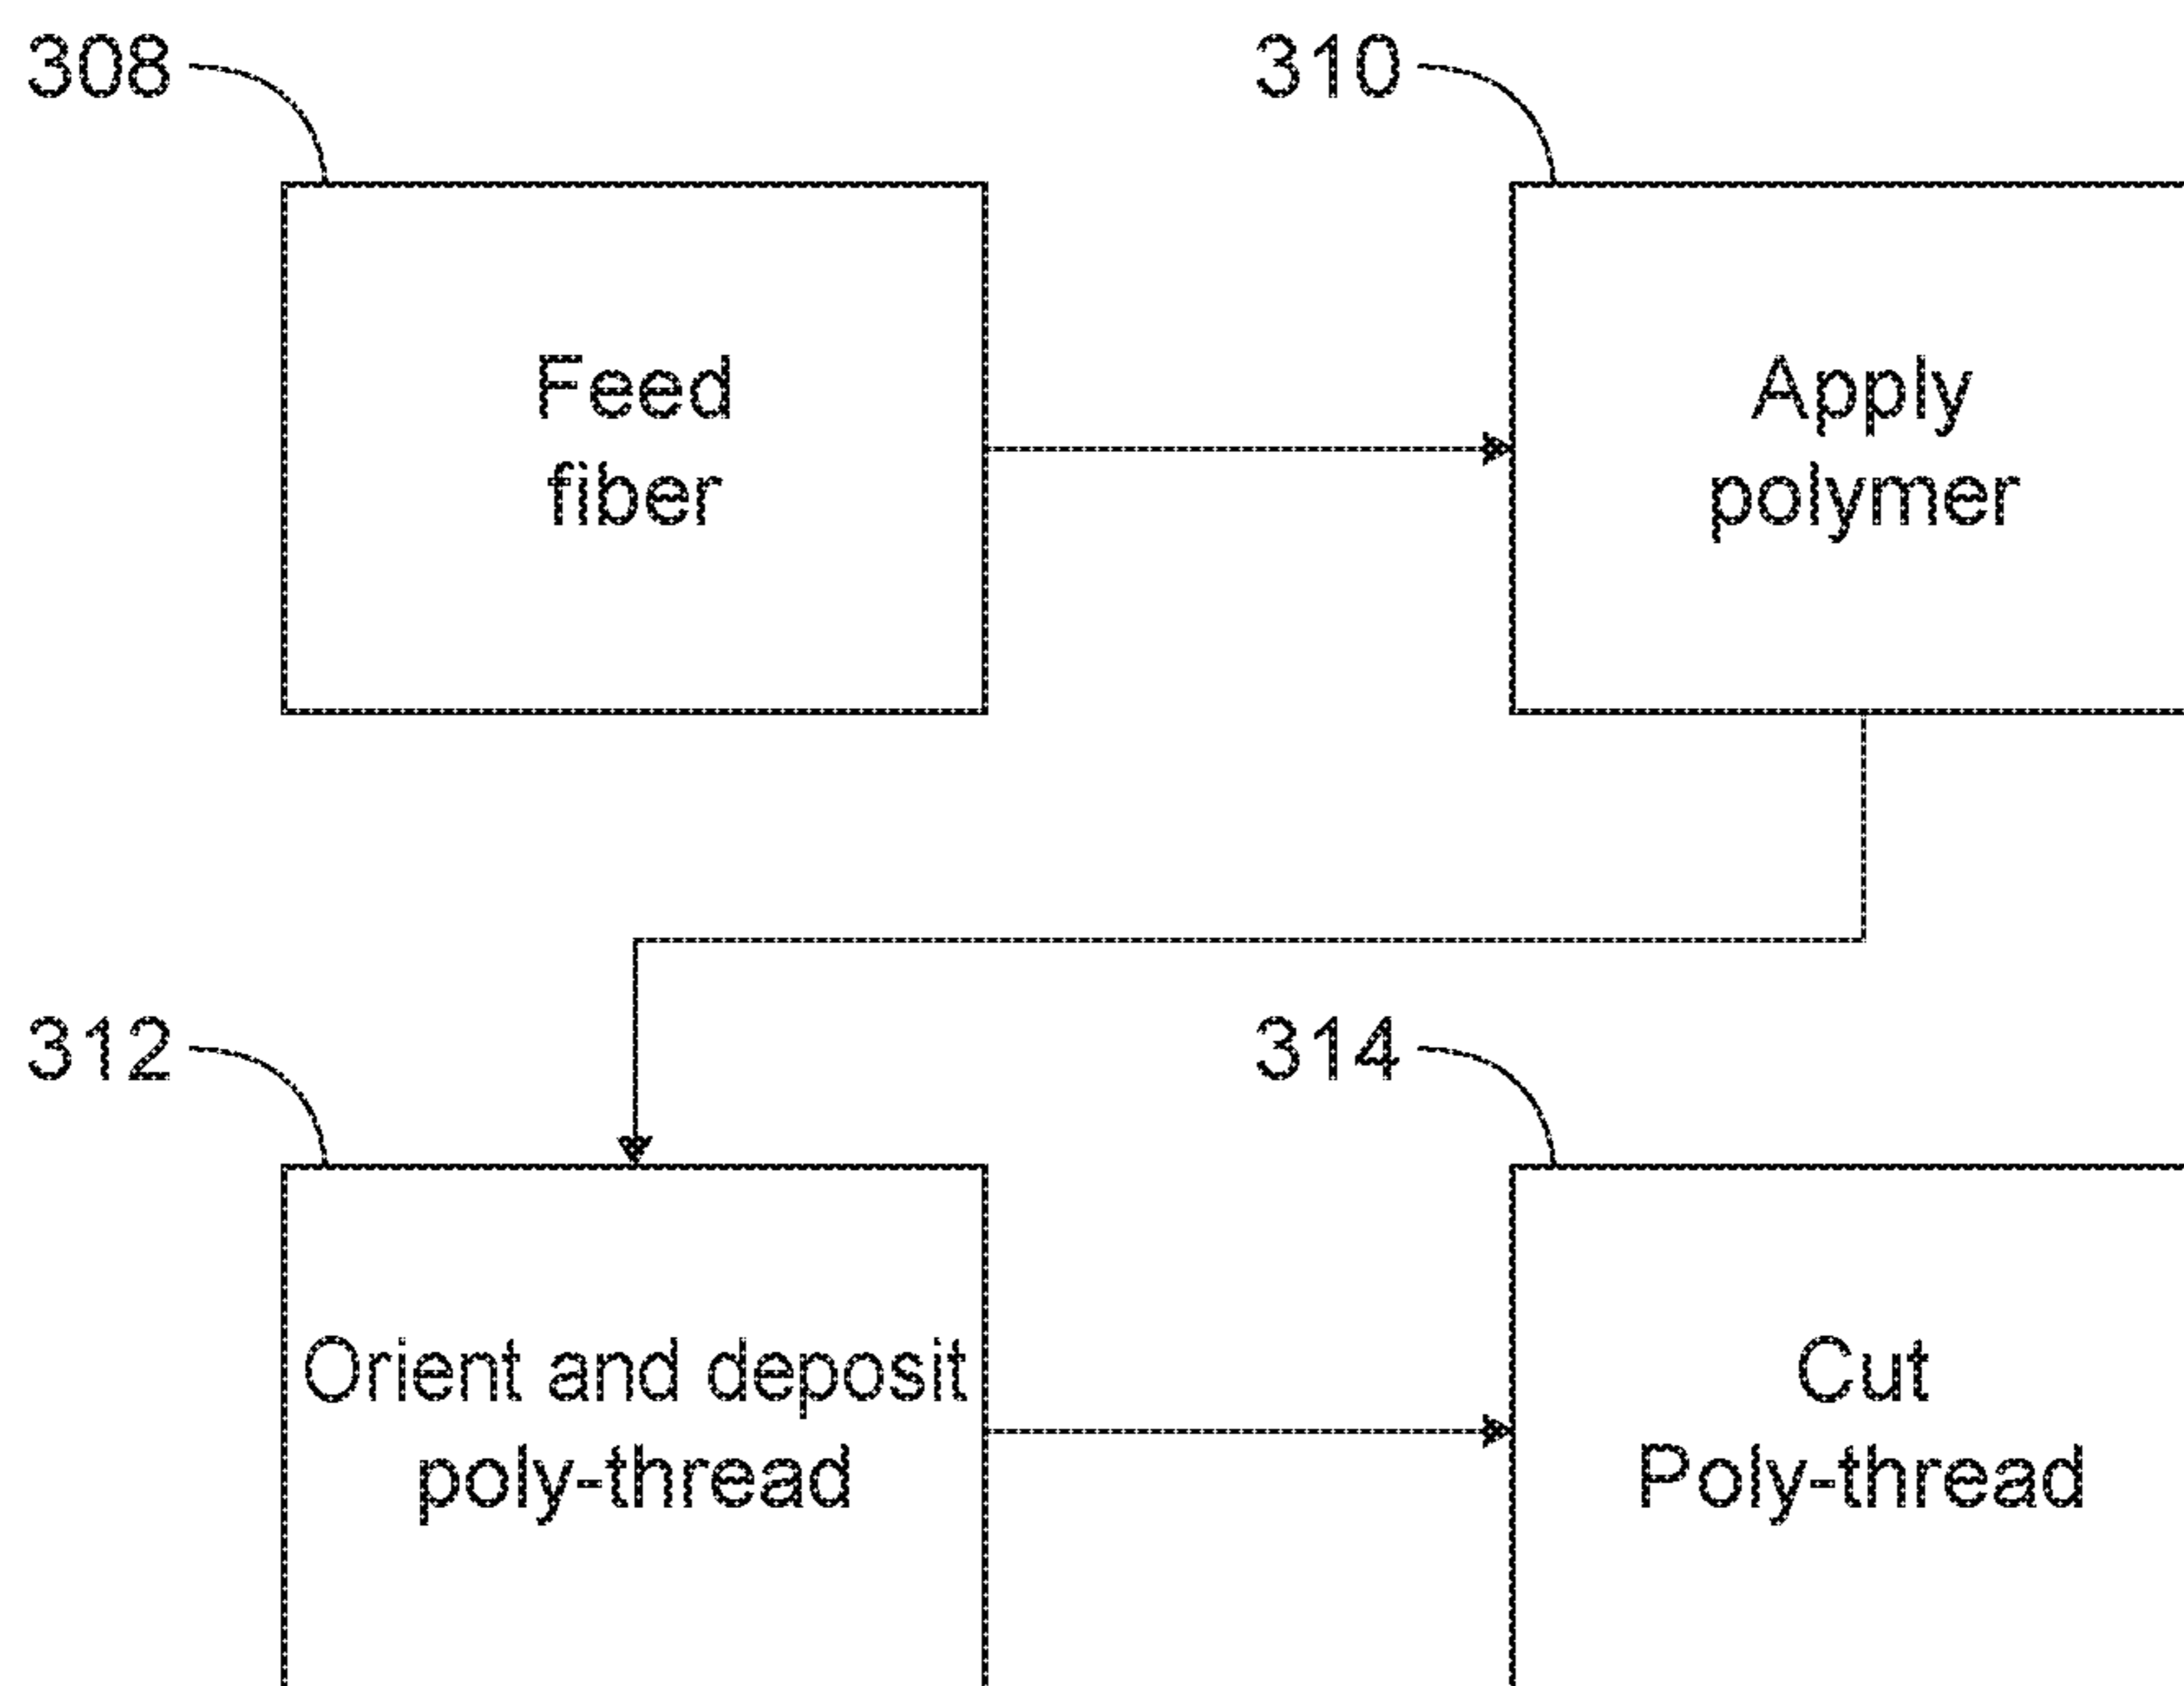 308
310
Feed
fiber
Apply
polymer
312
314
Orient and deposit
poly-thread
Cut
Poly-thread